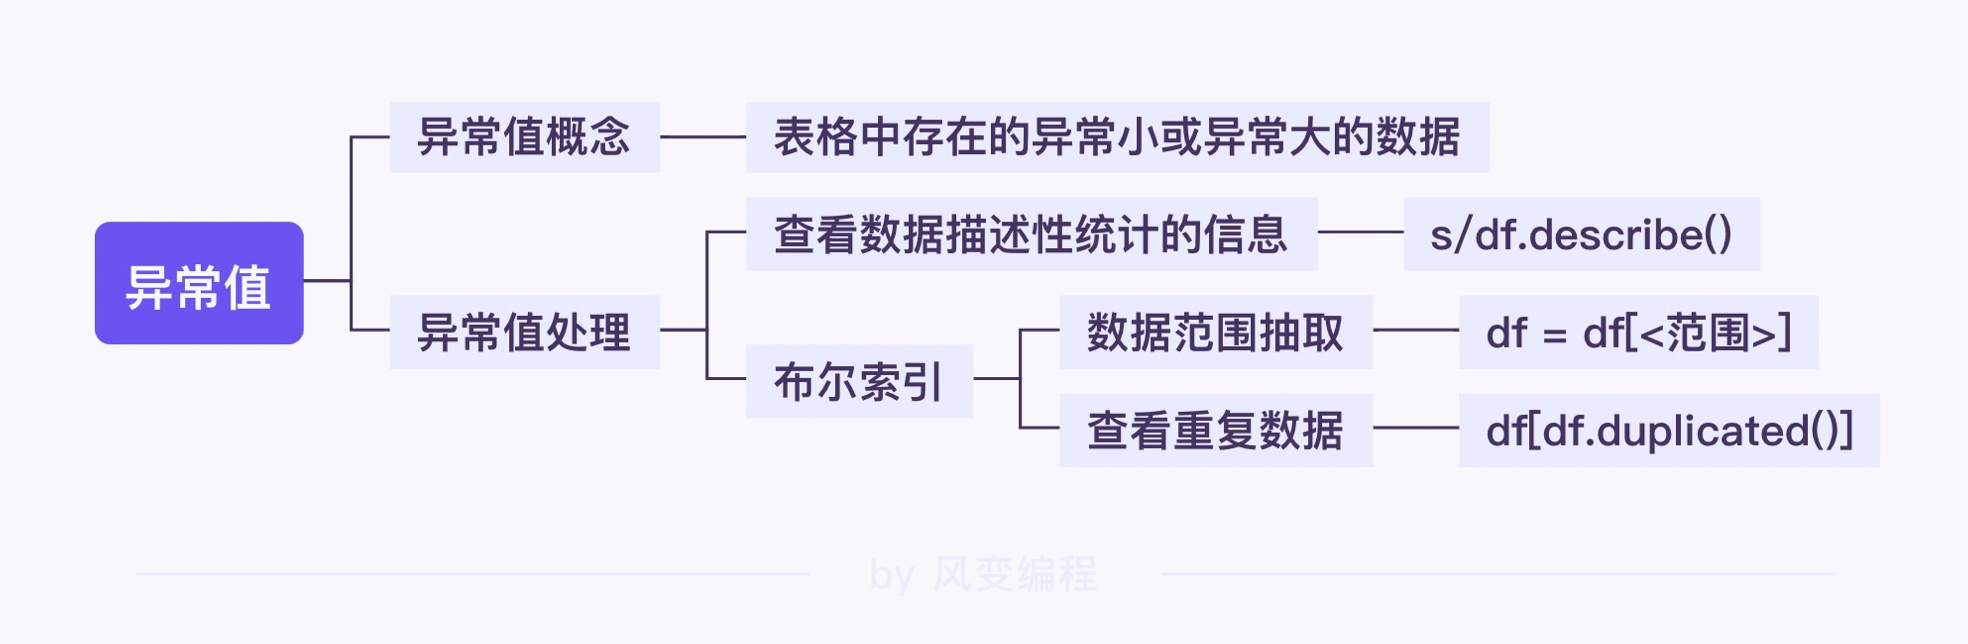 异常值
异常值概念
表格中存在的异常小或异常大的数据
异常值处理
查看数据描述性统计的信息
s/df.describe()
布尔索引
数据范围抽取
df = df[<范围>]
查看重复数据
df[df.duplicated()]
by 风变编程